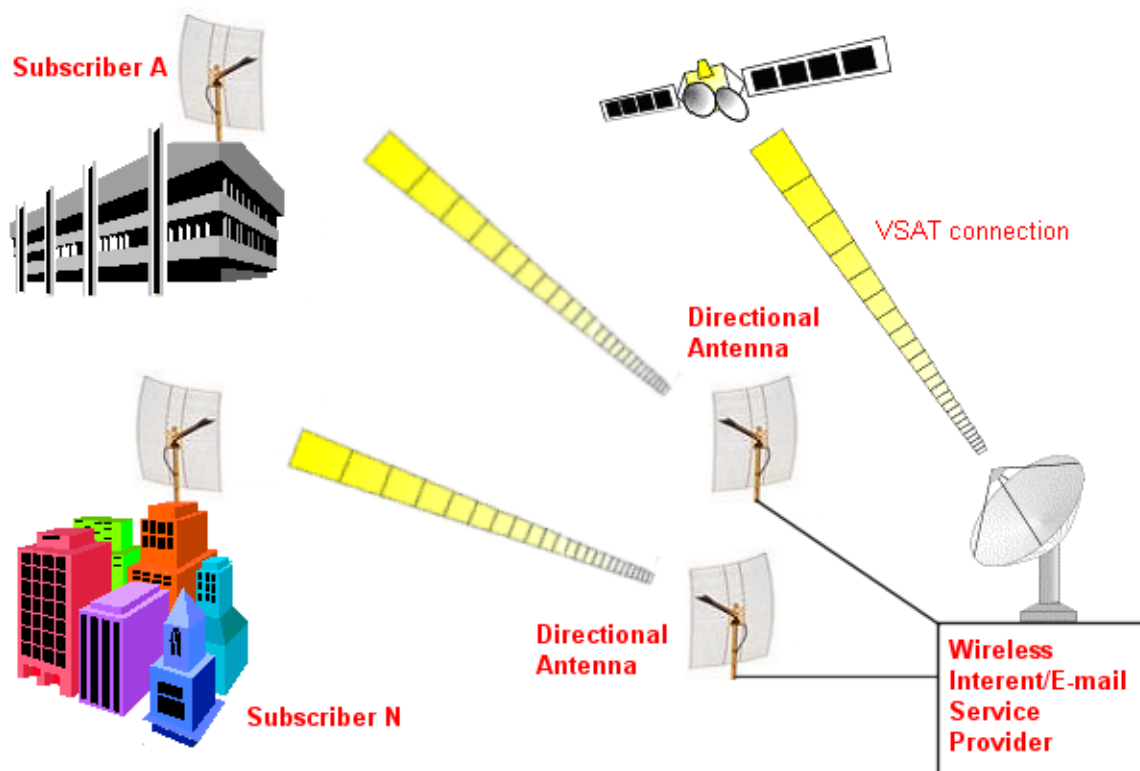 Subscriber A
VSAT connection
Directional
Antenna
Directional
Antenna
Subscriber N
Wireless
Interent/E-mail
Service
Provider